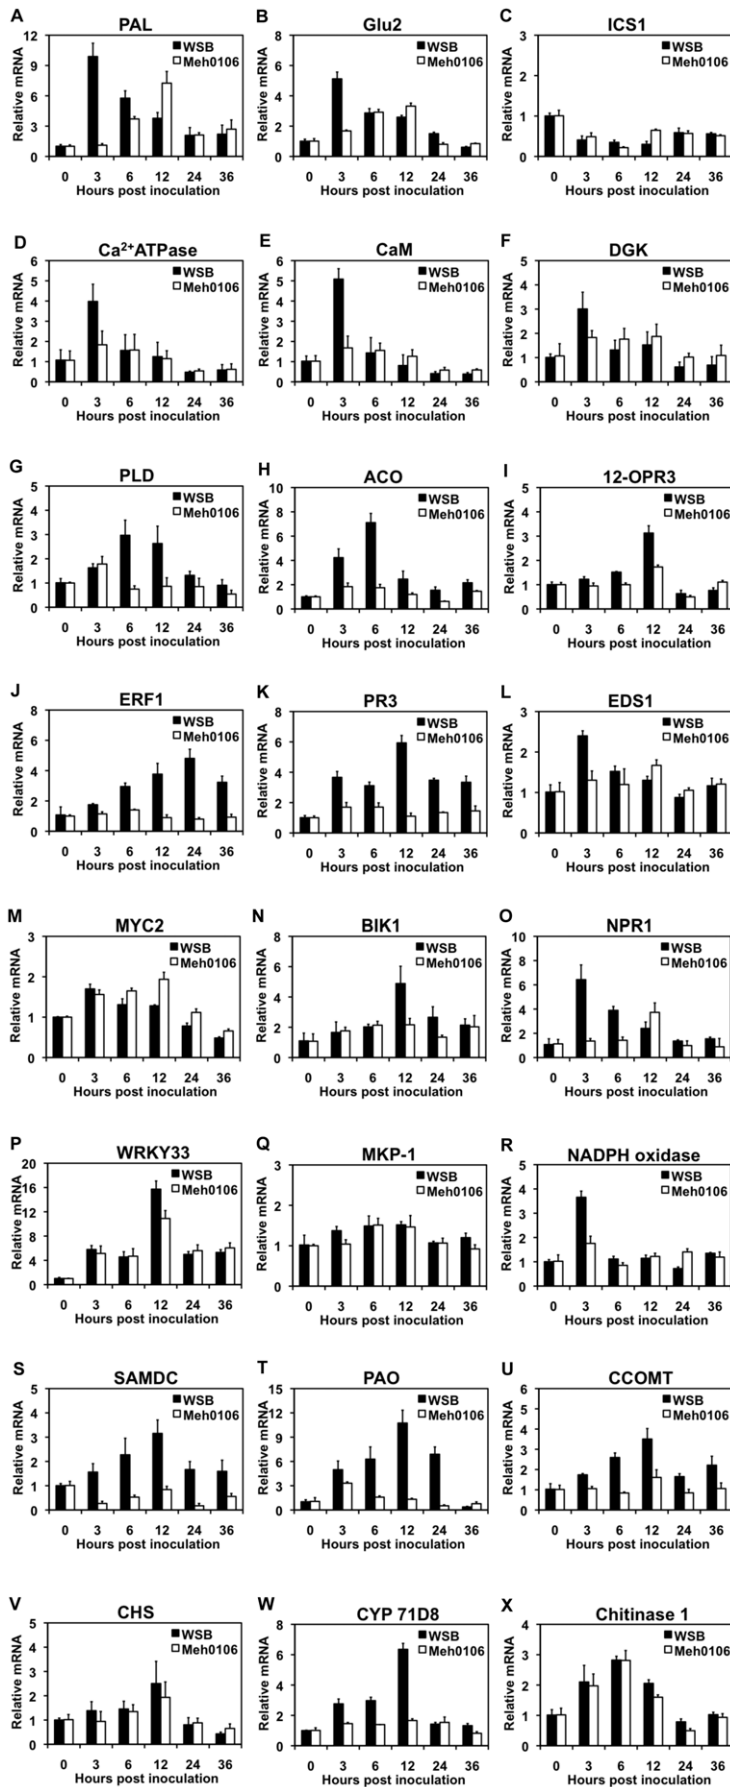 A PAL
Relative mRNA
12
9
6
3
0
WSB
Meh0106
0 3 6 12 24 36
Hours post inoculation
B Glu2
Relative mRNA
8
6
4
2
0
WSB
Meh0106
0 3 6 12 24 36
Hours post inoculation
C ICS1
Relative mRNA
3
2
1
0
WSB
Meh0106
0 3 6 12 24 36
Hours post inoculation
D Ca²⁺ATPase
Relative mRNA
6
5
4
3
2
1
0
WSB
Meh0106
0 3 6 12 24 36
Hours post inoculation
E CaM
Relative mRNA
6
5
4
3
2
1
0
WSB
Meh0106
0 3 6 12 24 36
Hours post inoculation
F DGK
Relative mRNA
5
4
3
2
1
0
WSB
Meh0106
0 3 6 12 24 36
Hours post inoculation
G PLD
Relative mRNA
5
4
3
2
1
0
WSB
Meh0106
0 3 6 12 24 36
Hours post inoculation
H ACO
Relative mRNA
10
8
6
4
2
0
WSB
Meh0106
0 3 6 12 24 36
Hours post inoculation
I 12-OPR3
Relative mRNA
5
4
3
2
1
0
WSB
Meh0106
0 3 6 12 24 36
Hours post inoculation
J ERF1
Relative mRNA
8
6
4
2
0
WSB
Meh0106
0 3 6 12 24 36
Hours post inoculation
K PR3
Relative mRNA
8
6
4
2
0
WSB
Meh0106
0 3 6 12 24 36
Hours post inoculation
L EDS1
Relative mRNA
3
2
1
0
WSB
Meh0106
0 3 6 12 24 36
Hours post inoculation
M MYC2
Relative mRNA
3
2
1
0
WSB
Meh0106
0 3 6 12 24 36
Hours post inoculation
N BIK1
Relative mRNA
8
6
4
2
0
WSB
Meh0106
0 3 6 12 24 36
Hours post inoculation
O NPR1
Relative mRNA
10
8
6
4
2
0
WSB
Meh0106
0 3 6 12 24 36
Hours post inoculation
P WRKY33
Relative mRNA
20
16
12
8
4
0
WSB
Meh0106
0 3 6 12 24 36
Hours post inoculation
Q MKP-1
Relative mRNA
3
2
1
0
WSB
Meh0106
0 3 6 12 24 36
Hours post inoculation
R NADPH oxidase
Relative mRNA
5
4
3
2
1
0
WSB
Meh0106
0 3 6 12 24 36
Hours post inoculation
S SAMDC
Relative mRNA
5
4
3
2
1
0
WSB
Meh0106
0 3 6 12 24 36
Hours post inoculation
T PAO
Relative mRNA
15
12
9
6
3
0
WSB
Meh0106
0 3 6 12 24 36
Hours post inoculation
U CCOMT
Relative mRNA
6
5
4
3
2
1
0
WSB
Meh0106
0 3 6 12 24 36
Hours post inoculation
V CHS
Relative mRNA
5
4
3
2
1
0
WSB
Meh0106
0 3 6 12 24 36
Hours post inoculation
W CYP 71D8
Relative mRNA
8
6
4
2
0
WSB
Meh0106
0 3 6 12 24 36
Hours post inoculation
X Chitinase 1
Relative mRNA
4
3
2
1
0
WSB
Meh0106
0 3 6 12 24 36
Hours post inoculation